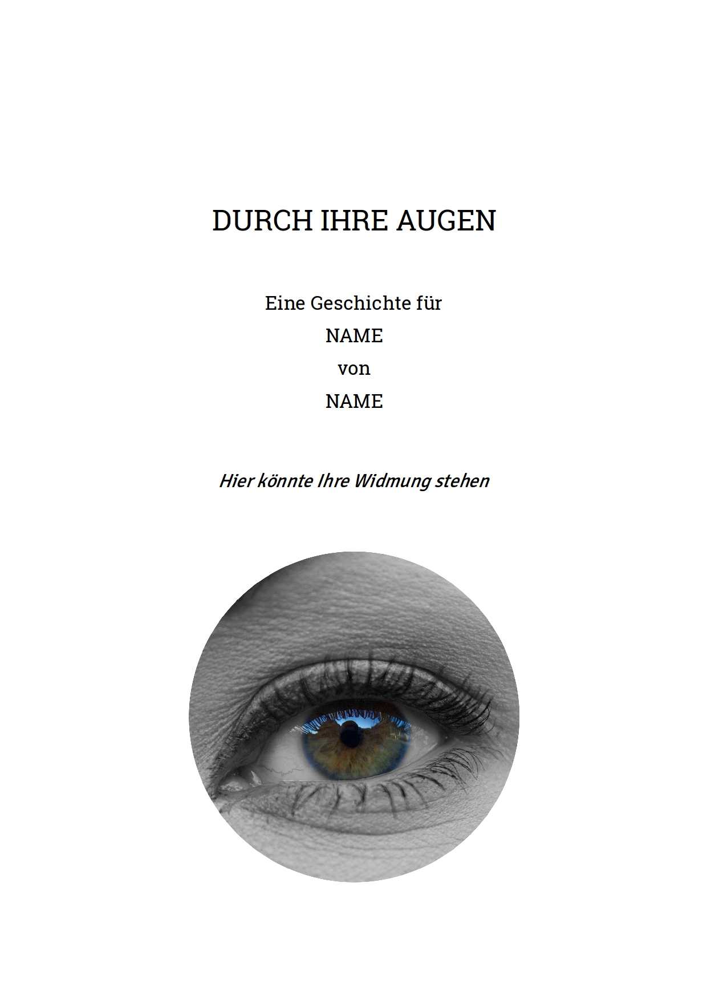 DURCH IHRE AUGEN
Eine Geschichte für
NAME
von
NAME
Hier könnte Ihre Widmung stehen